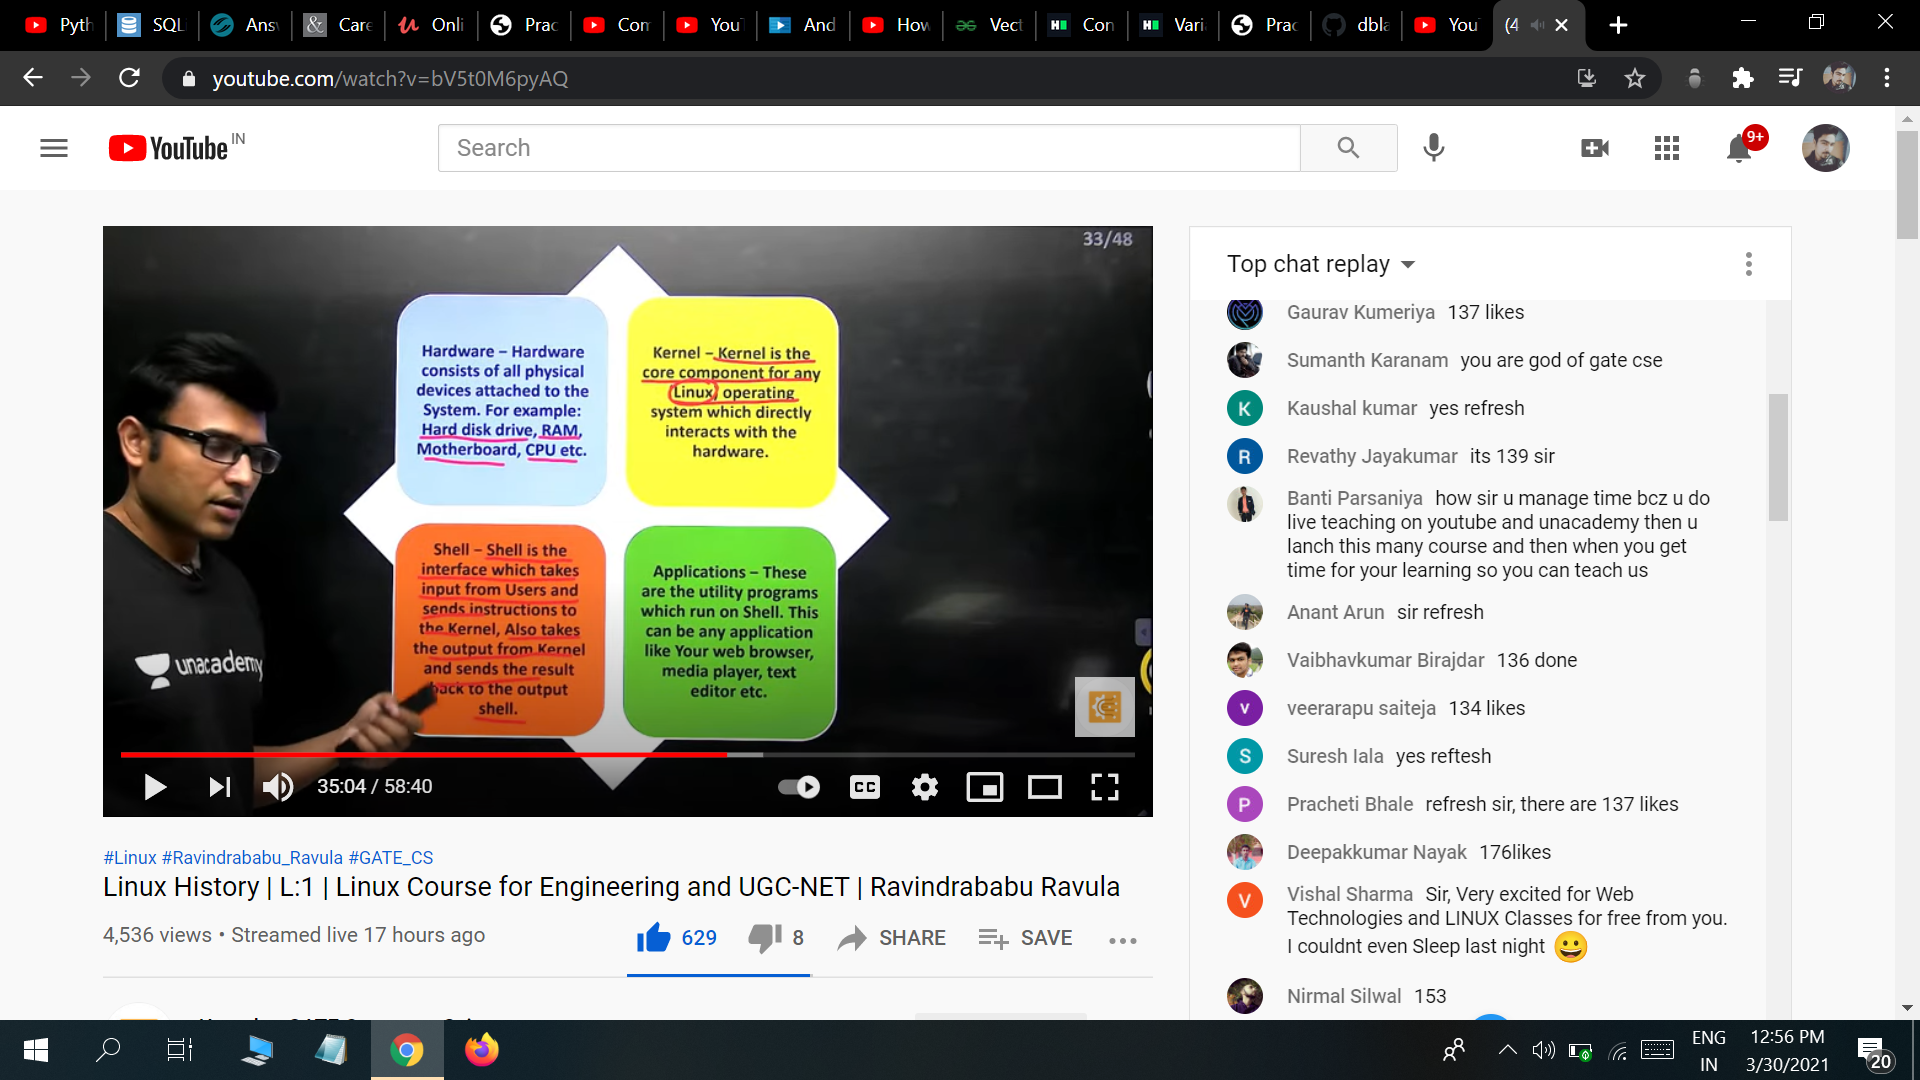 Pyth
SQLi
Ansv
Care
Onli
Prac
Com
YouT
And
How
Vect
Con
Varia
Prac
dbla
You
(4
youtube.com/watch?v=bV5t0M6pyAQ
YouTube IN
Search
9+
33/48
Hardware – Hardware
consists of all physical
devices attached to the
System. For example:
Hard disk drive, RAM,
Motherboard, CPU etc.
Kernel – Kernel is the
core component for any
Linux, operating
system which directly
interacts with the
hardware.
Shell – Shell is the
interface which takes
input from Users and
sends instructions to
the Kernel, Also takes
the output from Kernel
and sends the result
back to the output
shell.
Applications – These
are the utility programs
which run on Shell. This
can be any application
like Your web browser,
media player, text
editor etc.
unacademy
35:04 / 58:40
CC
#Linux #Ravindrababu_Ravula #GATE_CS
Linux History | L:1 | Linux Course for Engineering and UGC-NET | Ravindrababu Ravula
4,536 views • Streamed live 17 hours ago
629
8
SHARE
SAVE
Top chat replay
Gaurav Kumeriya 137 likes
Sumanth Karanam you are god of gate cse
K Kaushal kumar yes refresh
R Revathy Jayakumar its 139 sir
Banti Parsaniya how sir u manage time bcz u do
live teaching on youtube and unacademy then u
lanch this many course and then when you get
time for your learning so you can teach us
Anant Arun sir refresh
Vaibhavkumar Birajdar 136 done
v veerarapu saiteja 134 likes
S Suresh lala yes reftesh
P Pracheti Bhale refresh sir, there are 137 likes
Deepakkumar Nayak 176likes
V Vishal Sharma Sir, Very excited for Web
Technologies and LINUX Classes for free from you.
I couldnt even Sleep last night 😀
Nirmal Silwal 153
ENG
IN
12:56 PM
3/30/2021
20